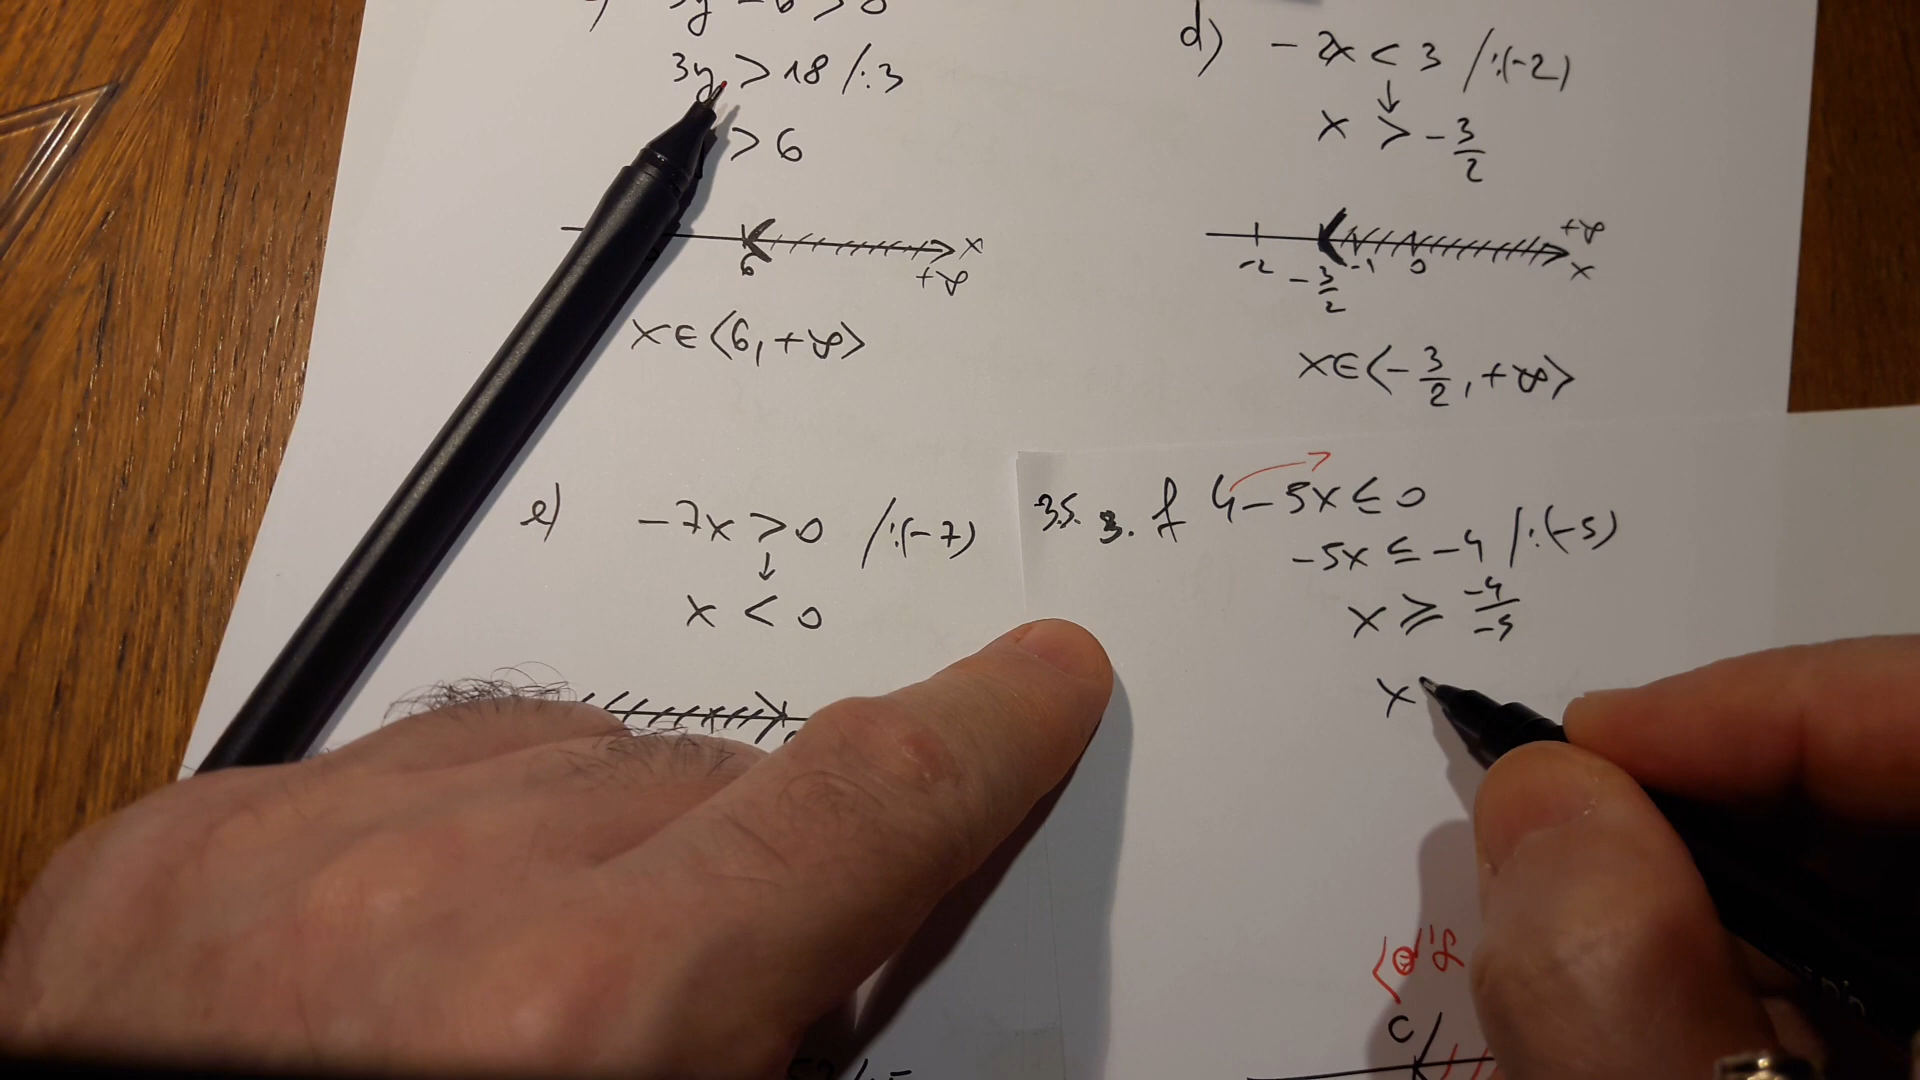 3y > 18 /:3
> 6
6
x
+∞
x∈⟨6,+∞⟩
d) -2x < 3 /:(-2)
↓
x > -3/2
-2 -3/2 -1 0
+∞
x
x∈⟨-3/2,+∞⟩
e) -7x > 0 /:(-7)
↓
x < 0
3.5. 3. f 4-5x ≤ 0
-5x ≤ -4 /:(-5)
x ≥ -4/-5
x